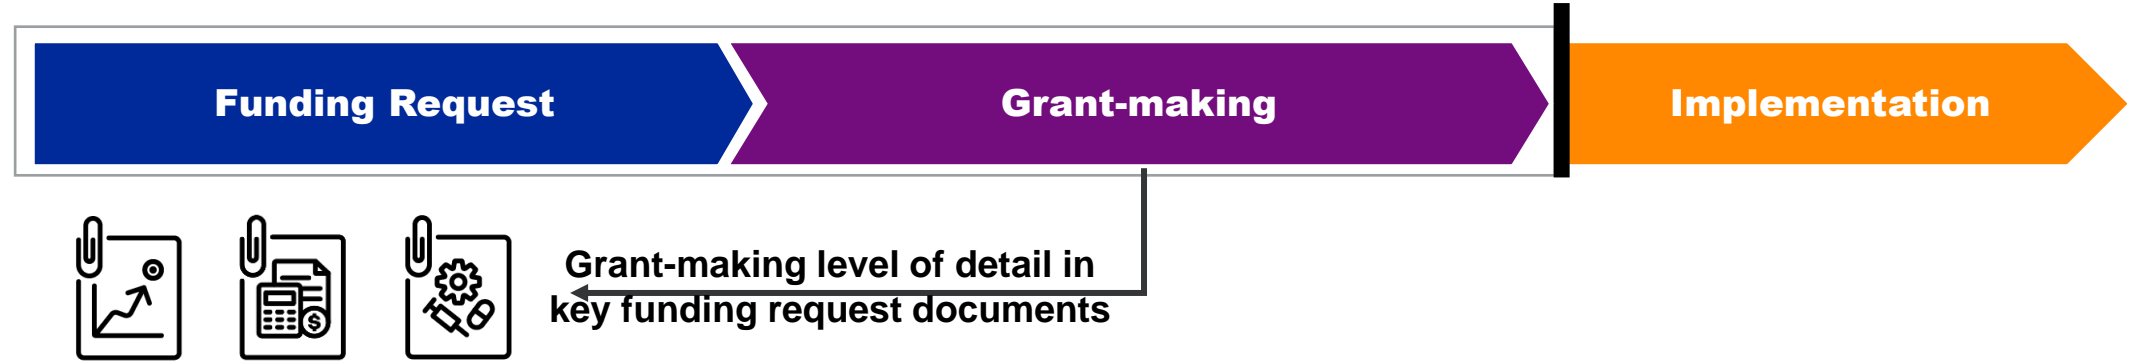 Funding Request
Grant-making
Implementation
Grant-making level of detail in
key funding request documents
$